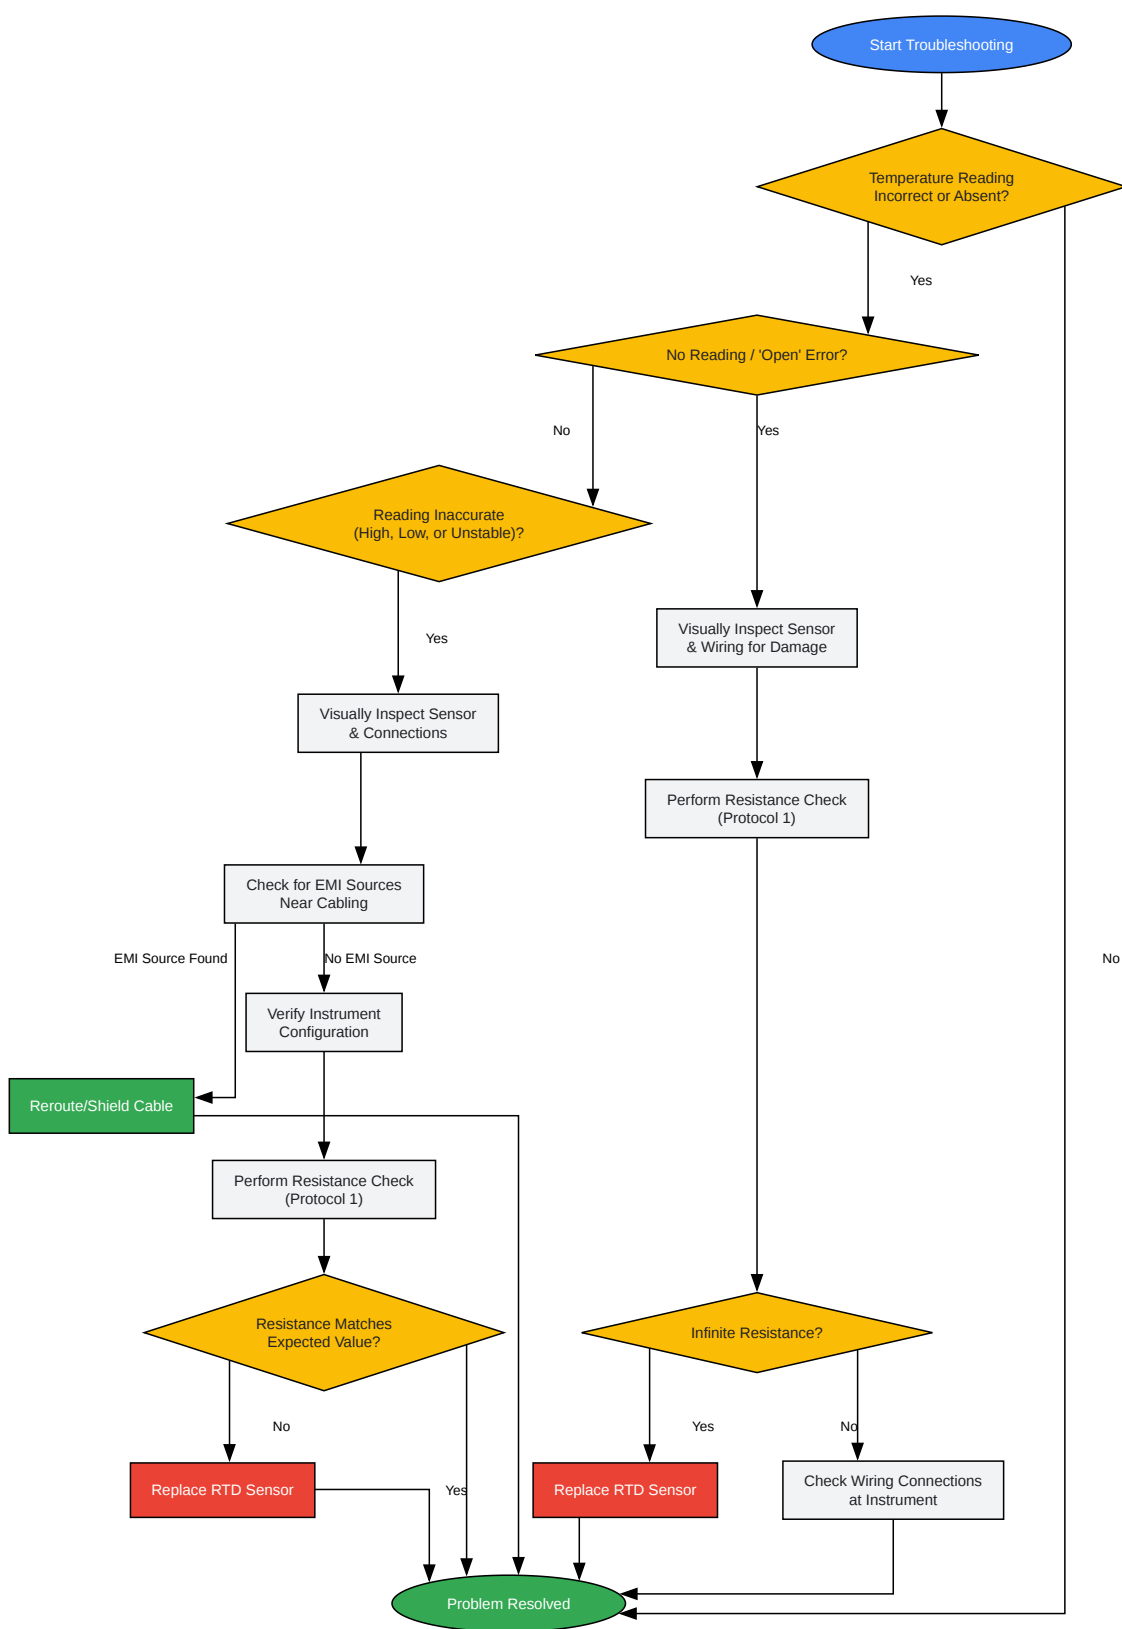 Start Troubleshooting
Temperature Reading
Incorrect or Absent?
Yes
No Reading / 'Open' Error?
No
Yes
Reading Inaccurate
(High, Low, or Unstable)?
Visually Inspect Sensor
& Wiring for Damage
Yes
Visually Inspect Sensor
& Connections
Perform Resistance Check
(Protocol 1)
Check for EMI Sources
Near Cabling
EMI Source Found
No EMI Source
No
Verify Instrument
Configuration
Reroute/Shield Cable
Perform Resistance Check
(Protocol 1)
Resistance Matches
Expected Value?
Infinite Resistance?
No
Yes
No
Replace RTD Sensor
Yes
Replace RTD Sensor
Check Wiring Connections
at Instrument
Problem Resolved